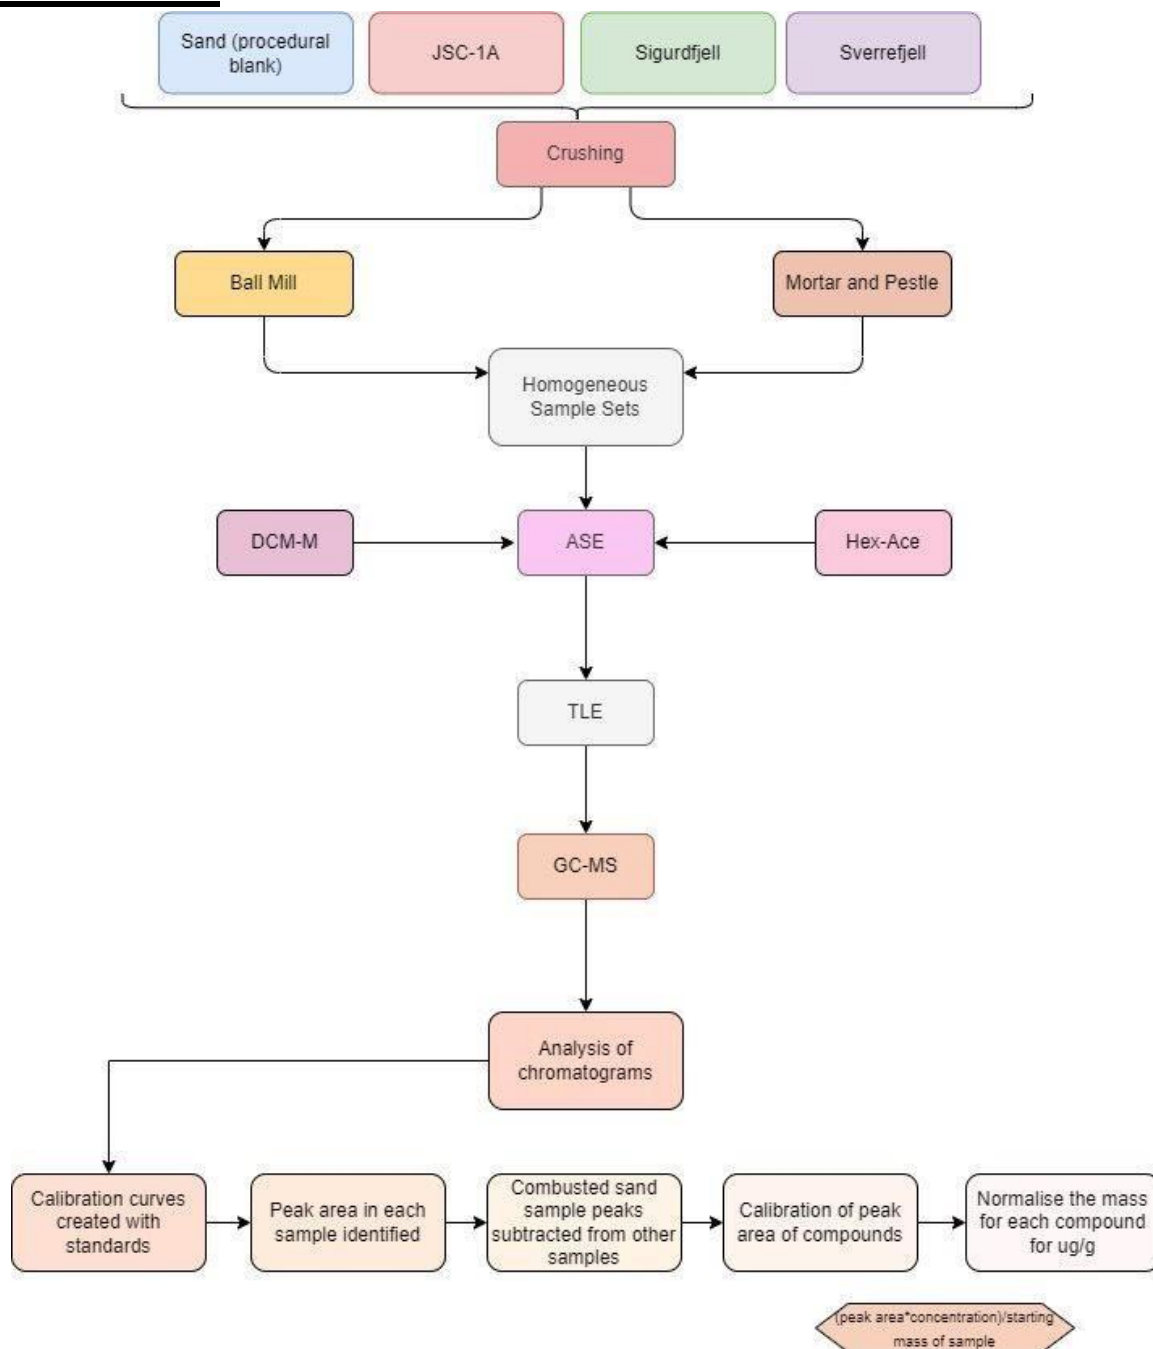 Sand (procedural
blank)
JSC-1A
Sigurdfjell
Sverrefjell
Crushing
Ball Mill
Mortar and Pestle
Homogeneous
Sample Sets
DCM-M
ASE
Hex-Ace
TLE
GC-MS
Analysis of
chromatograms
Calibration curves
created with
standards
Peak area in each
sample identified
Combusted sand
sample peaks
subtracted from other
samples
Calibration of peak
area of compounds
Normalise the mass
for each compound
for ug/g
(peak area*concentration)/starting
mass of sample